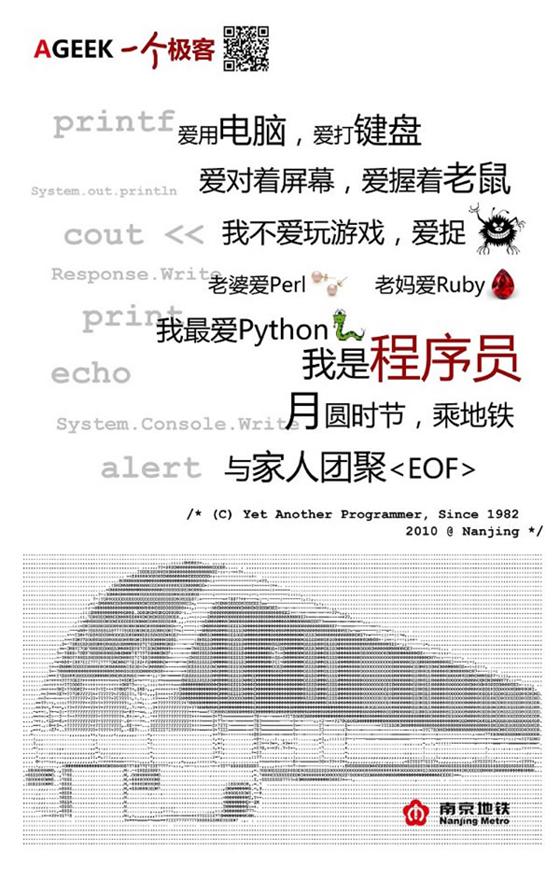 AGEEK 一个极客
printf 爱用电脑，爱打键盘
System.out.println 爱对着屏幕，爱握着老鼠
cout << 我不爱玩游戏，爱捉
Response.Write 老婆爱Perl 老妈爱Ruby
print 我最爱Python
echo 我是程序员
System.Console.Write 月圆时节，乘地铁
alert 与家人团聚<EOF>
/* (C) Yet Another Programmer, Since 1982
2010 @ Nanjing */
南京地铁
Nanjing Metro